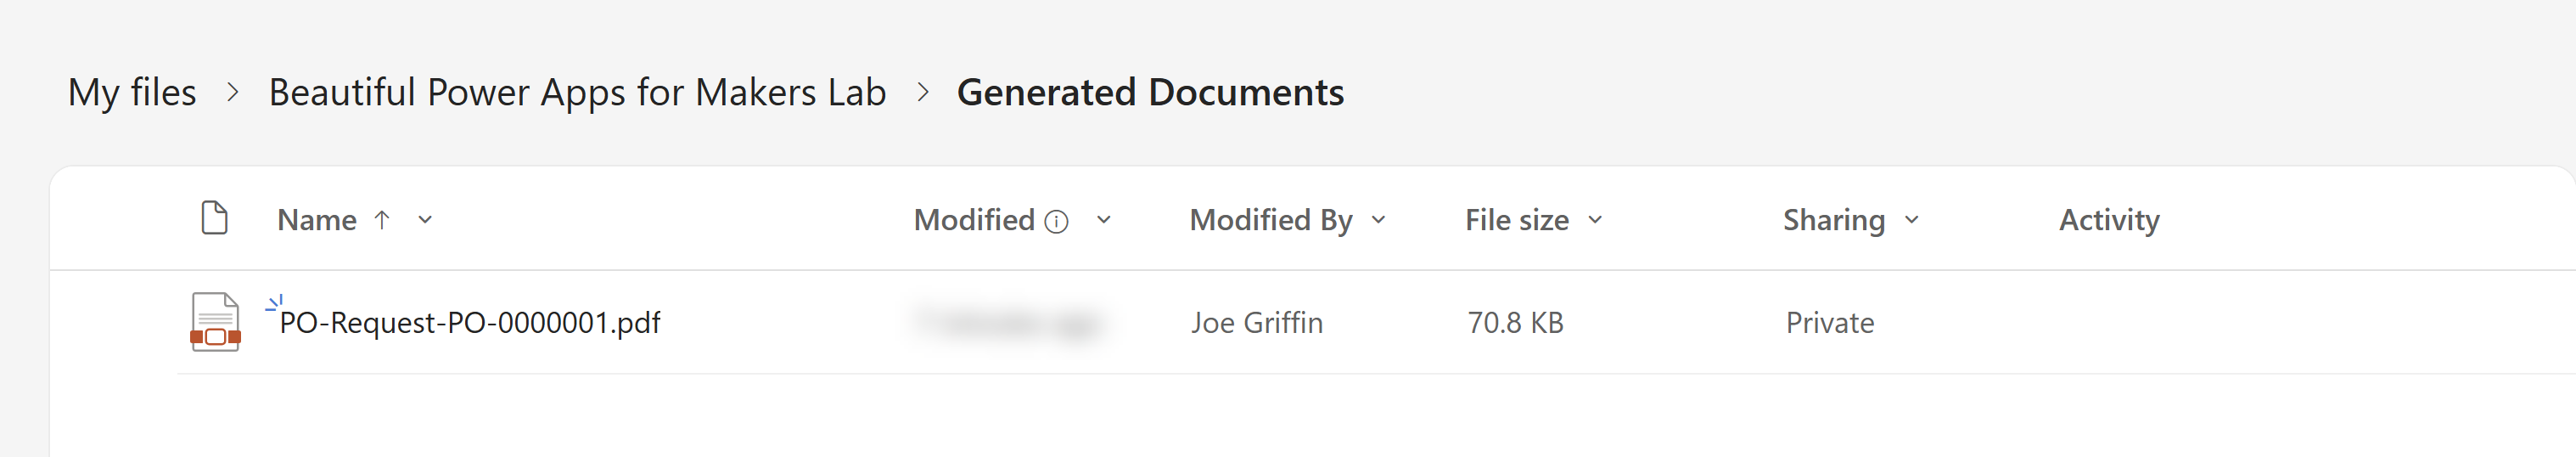 My files > Beautiful Power Apps for Makers Lab > Generated Documents
Name Modified Modified By File size Sharing Activity
PO-Request-PO-0000001.pdf Joe Griffin 70.8 KB Private